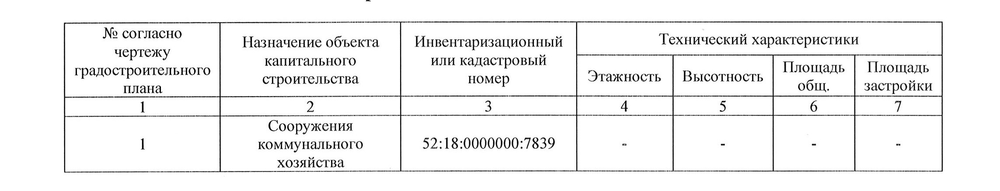 № согласно
чертежу
градостроительного
плана
Назначение объекта
капитального
строительства
Инвентаризационный
или кадастровый
номер
Технический характеристики
Этажность
Высотность
Площадь
общ.
Площадь
застройки
1
2
3
4
5
6
7
1
Сооружения
коммунального
хозяйства
52:18:0000000:7839
-
-
-
-